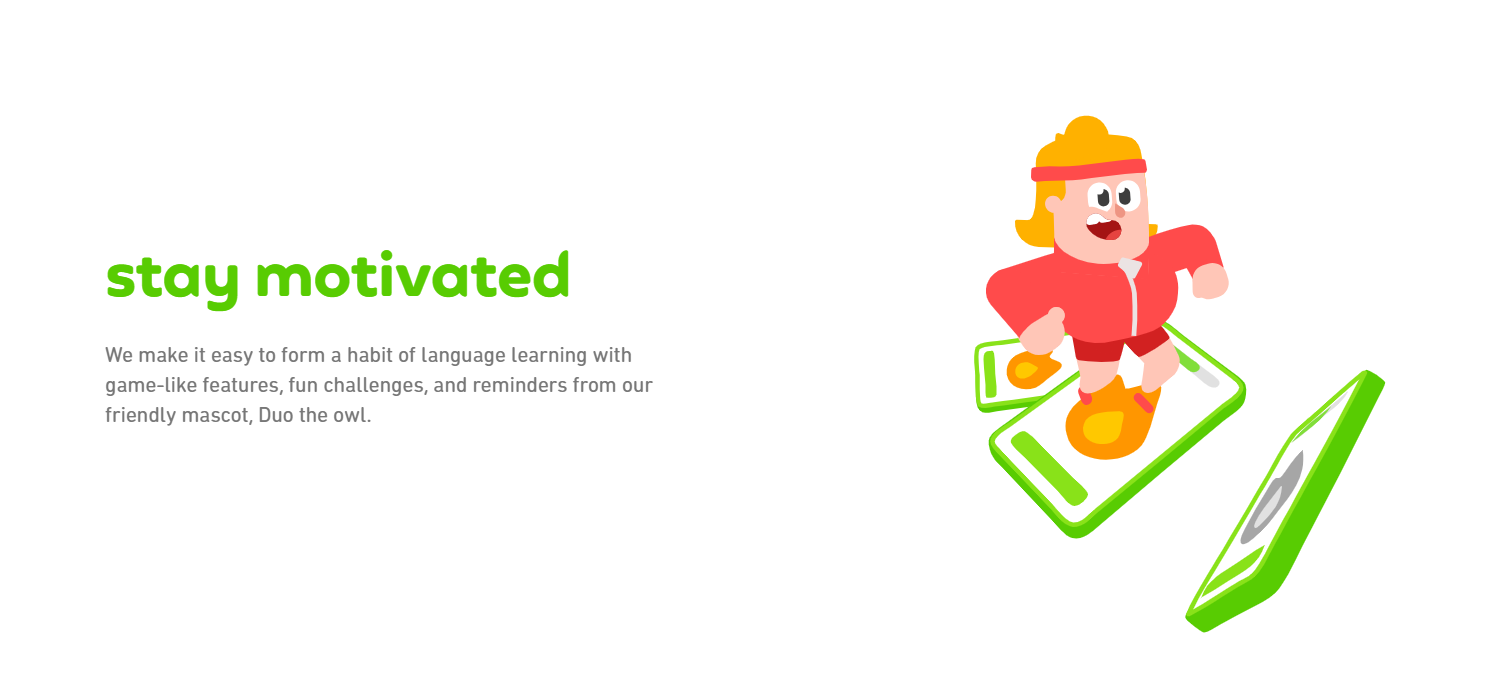 stay motivated
We make it easy to form a habit of language learning with
game-like features, fun challenges, and reminders from our
friendly mascot, Duo the owl.